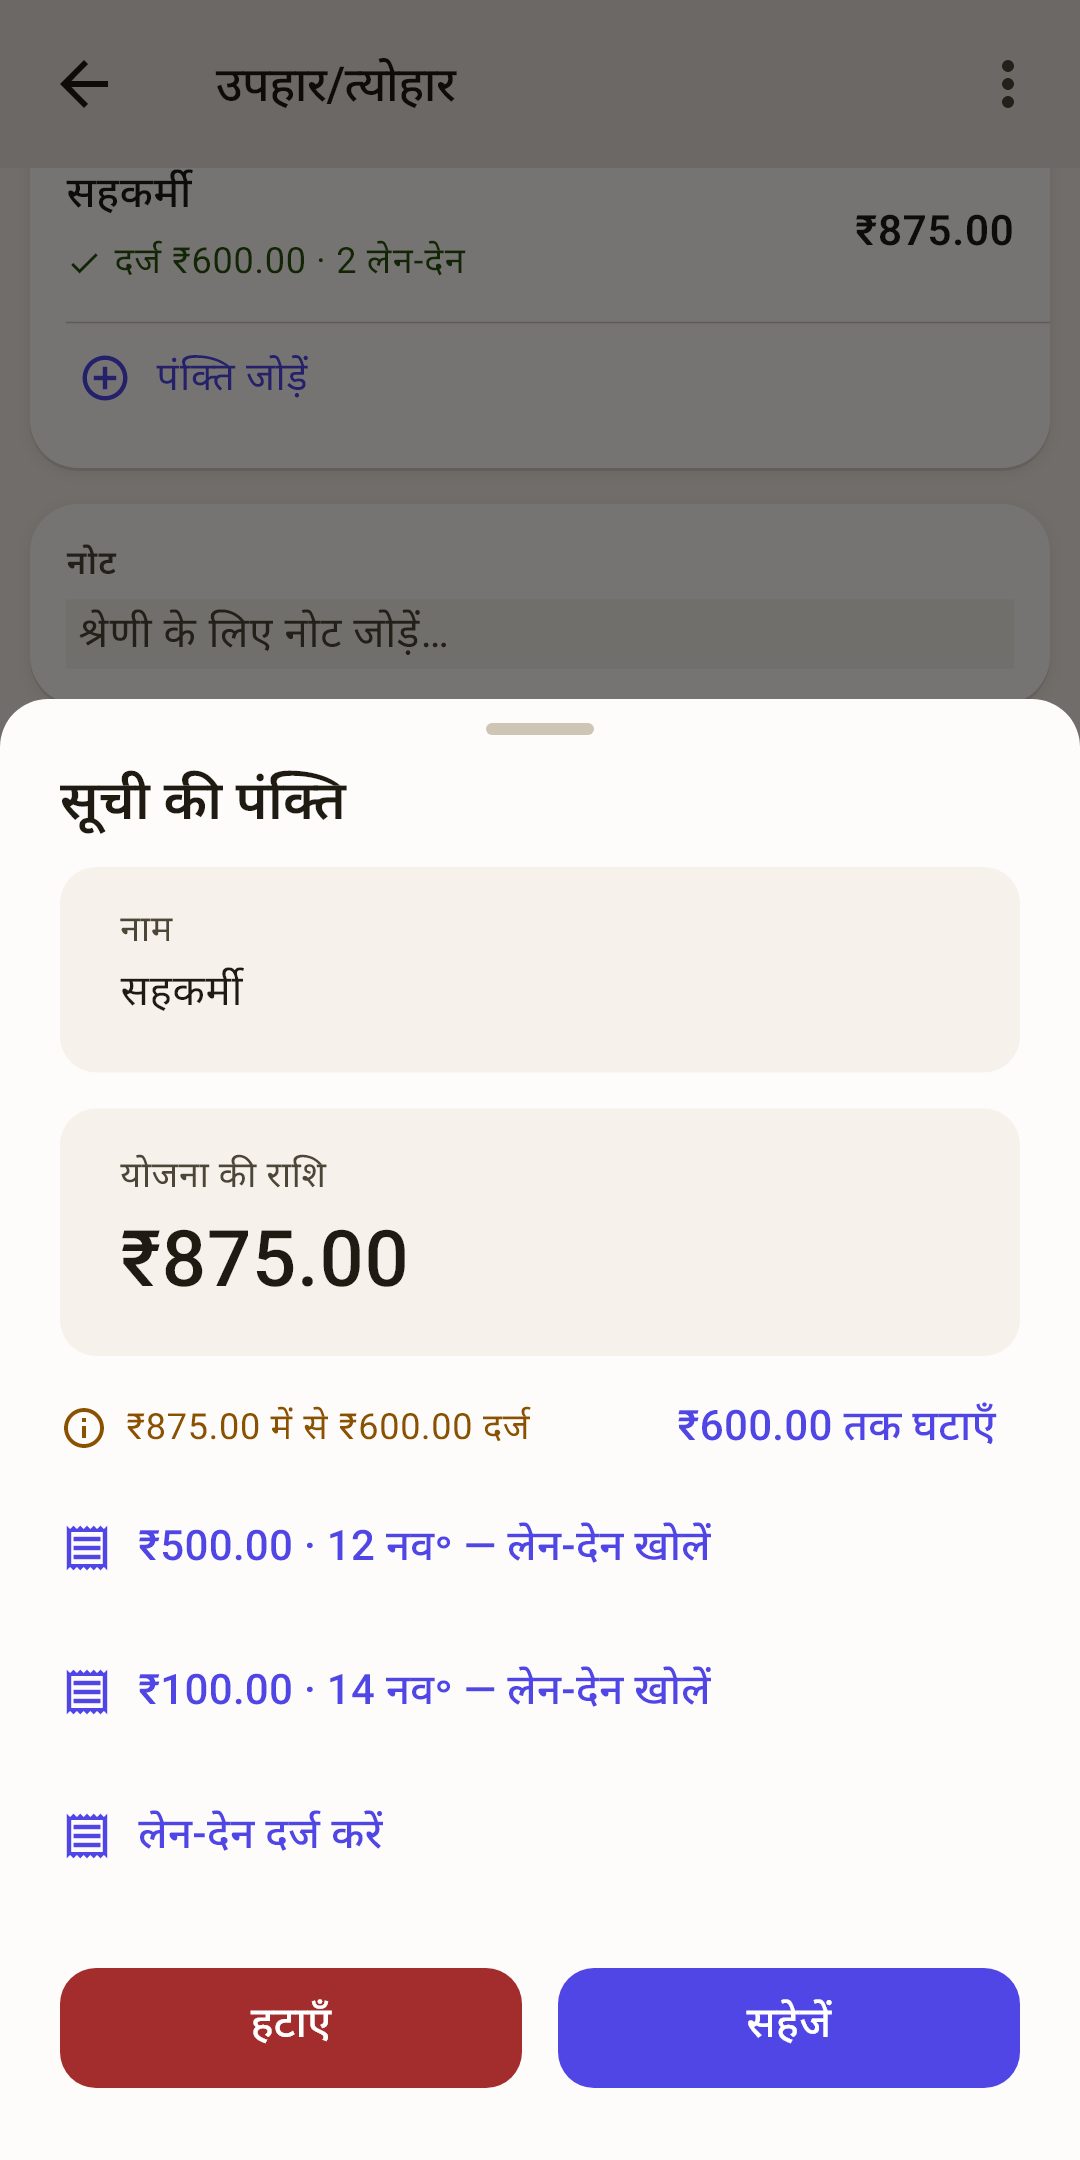 उपहार/त्योहार
सहकर्मी
₹875.00
दर्ज ₹600.00 · 2 लेन-देन
पंक्ति जोड़ें
नोट
श्रेणी के लिए नोट जोड़ें…
सूची की पंक्ति
नाम
सहकर्मी
योजना की राशि
₹875.00
₹875.00 में से ₹600.00 दर्ज
₹600.00 तक घटाएँ
₹500.00 · 12 नव॰ — लेन-देन खोलें
₹100.00 · 14 नव॰ — लेन-देन खोलें
लेन-देन दर्ज करें
हटाएँ
सहेजें